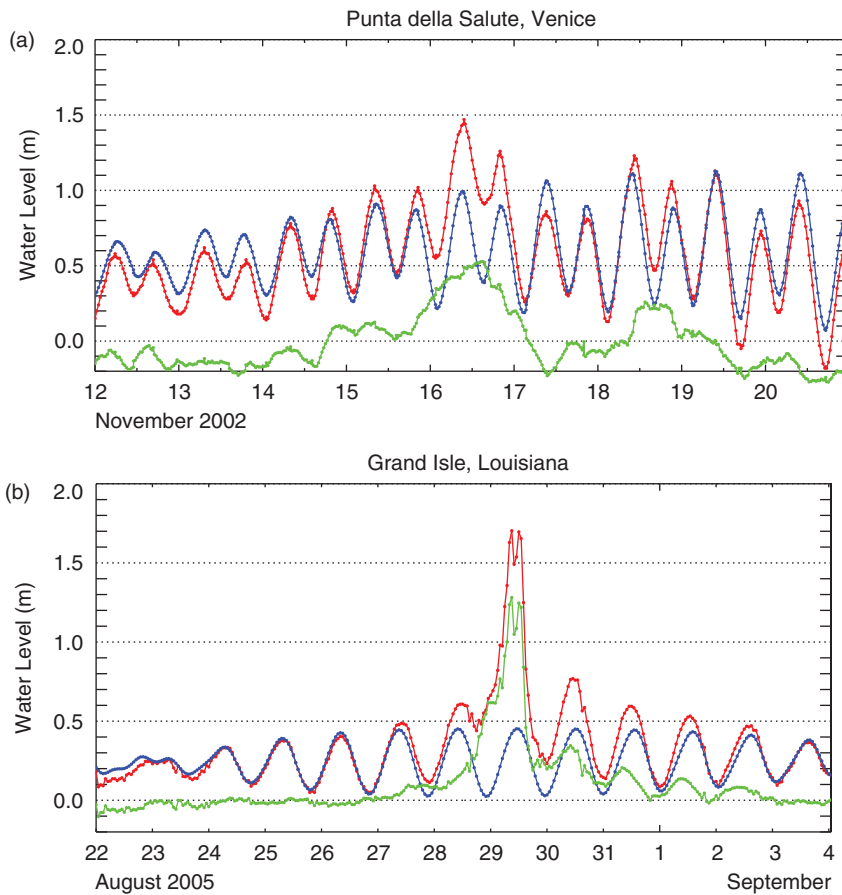 Punta della Salute, Venice
(a)
2.0
1.5
1.0
0.5
0.0
Water Level (m)
12 13 14 15 16 17 18 19 20
November 2002
Grand Isle, Louisiana
(b)
2.0
1.5
1.0
0.5
0.0
Water Level (m)
22 23 24 25 26 27 28 29 30 31 1 2 3 4
August 2005 September